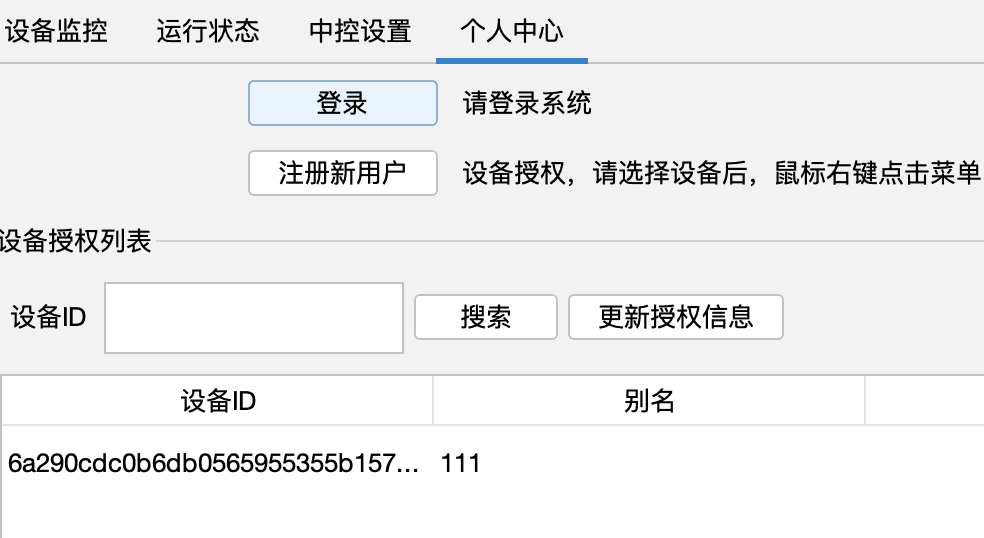 设备监控 运行状态 中控设置 个人中心
登录 请登录系统
注册新用户 设备授权，请选择设备后，鼠标右键点击菜单
设备授权列表
设备ID 搜索 更新授权信息
设备ID 别名
6a290cdc0b6db0565955355b157... 111